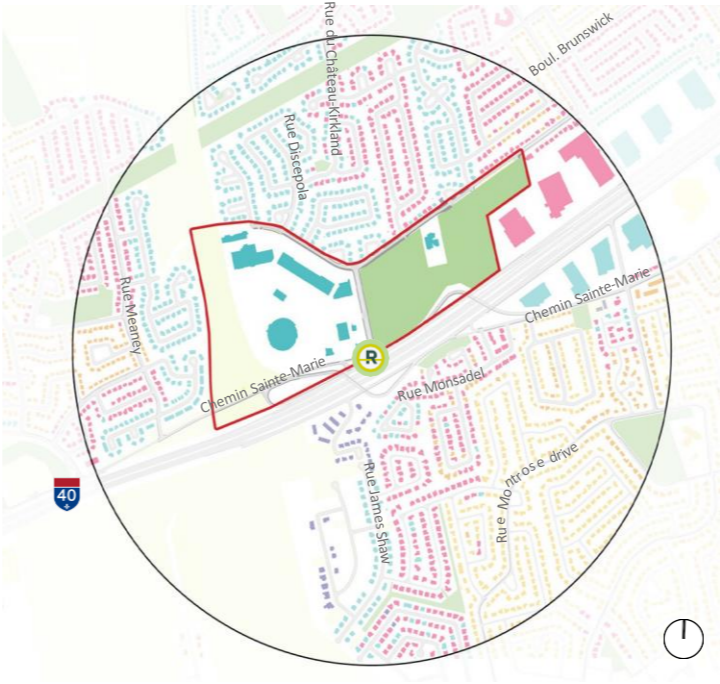 Rue du Château-Kirkland
Boul. Brunswick
Rue Discepola
Rue Meaney
Chemin Sainte-Marie
Chemin Sainte-Marie
R
Rue Monsadel
Rue Montrose drive
Rue James Shaw
40